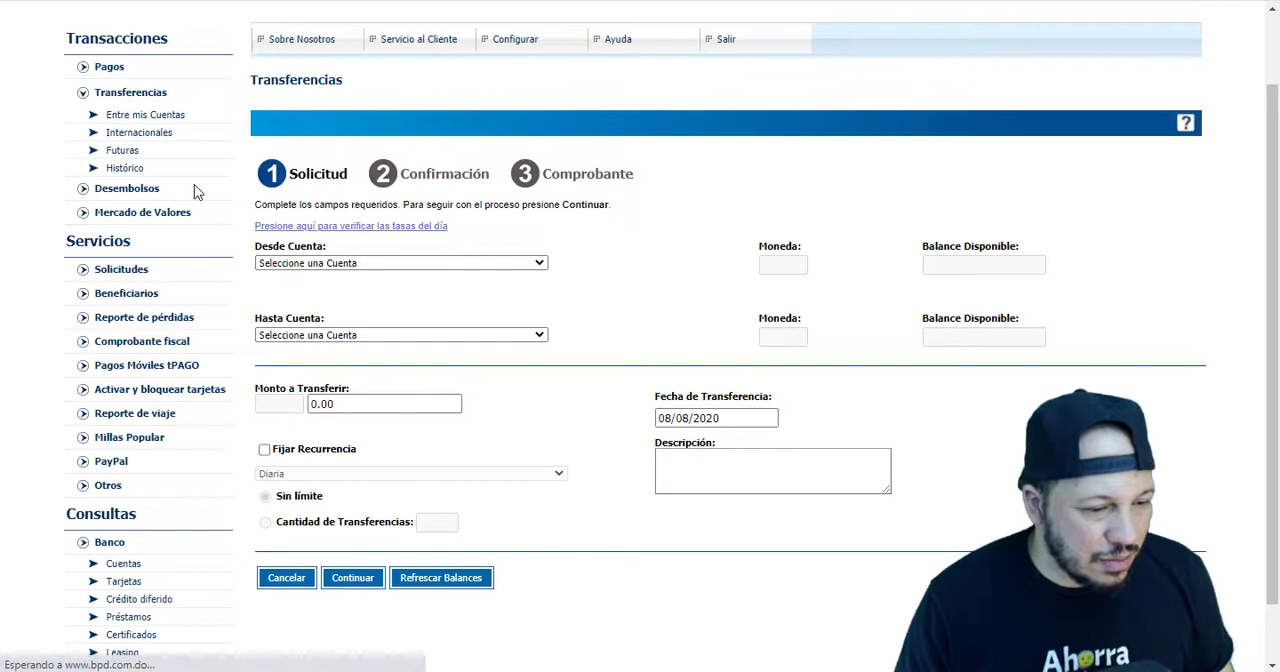 Transacciones
Pagos
Transferencias
Entre mis Cuentas
Internacionales
Futuras
Histórico
Desembolsos
Mercado de Valores
Servicios
Solicitudes
Beneficiarios
Reporte de pérdidas
Comprobante fiscal
Pagos Móviles tPAGO
Activar y bloquear tarjetas
Reporte de viaje
Millas Popular
PayPal
Otros
Consultas
Banco
Cuentas
Tarjetas
Crédito diferido
Préstamos
Certificados
Leasing
Esperando a www.bpd.com.do...
Sobre Nosotros Servicio al Cliente Configurar Ayuda Salir
Transferencias
?
1 Solicitud 2 Confirmación 3 Comprobante
Complete los campos requeridos. Para seguir con el proceso presione Continuar.
Presione aquí para verificar las tasas del día
Desde Cuenta: Moneda: Balance Disponible:
Seleccione una Cuenta
Hasta Cuenta: Moneda: Balance Disponible:
Seleccione una Cuenta
Monto a Transferir:
0.00
Fecha de Transferencia:
08/08/2020
Fijar Recurrencia
Descripción:
Diaria
Sin límite
Cantidad de Transferencias:
Cancelar Continuar Refrescar Balances
Ahorra